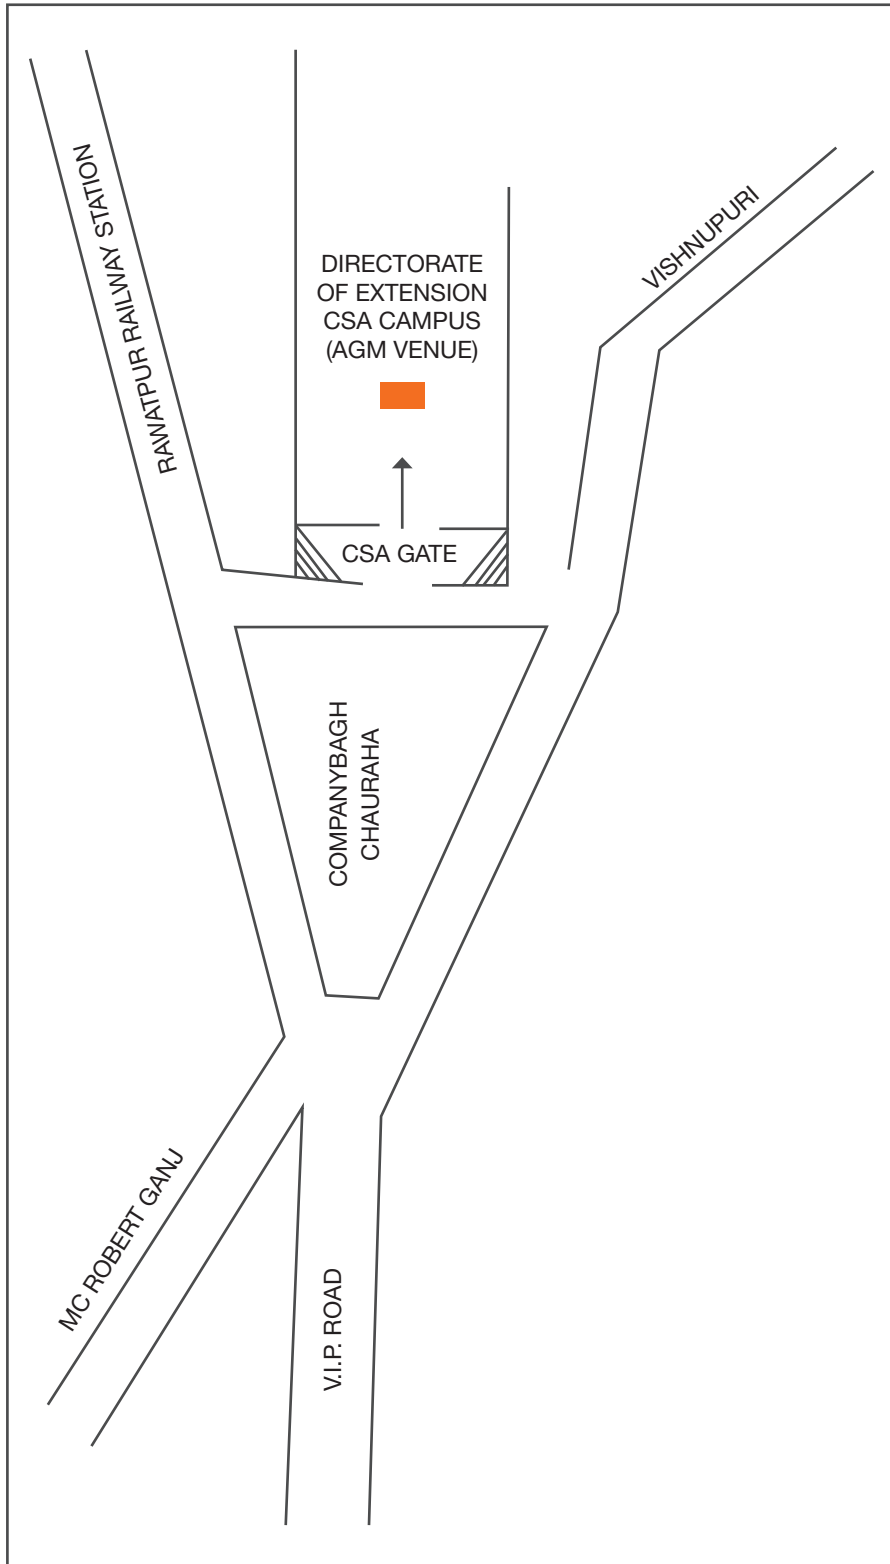 RAWATPUR RAILWAY STATION
VISHNUPURI
DIRECTORATE
OF EXTENSION
CSA CAMPUS
(AGM VENUE)
CSA GATE
COMPANYBAGH
CHAURAHA
MC ROBERT GANJ
V.I.P. ROAD